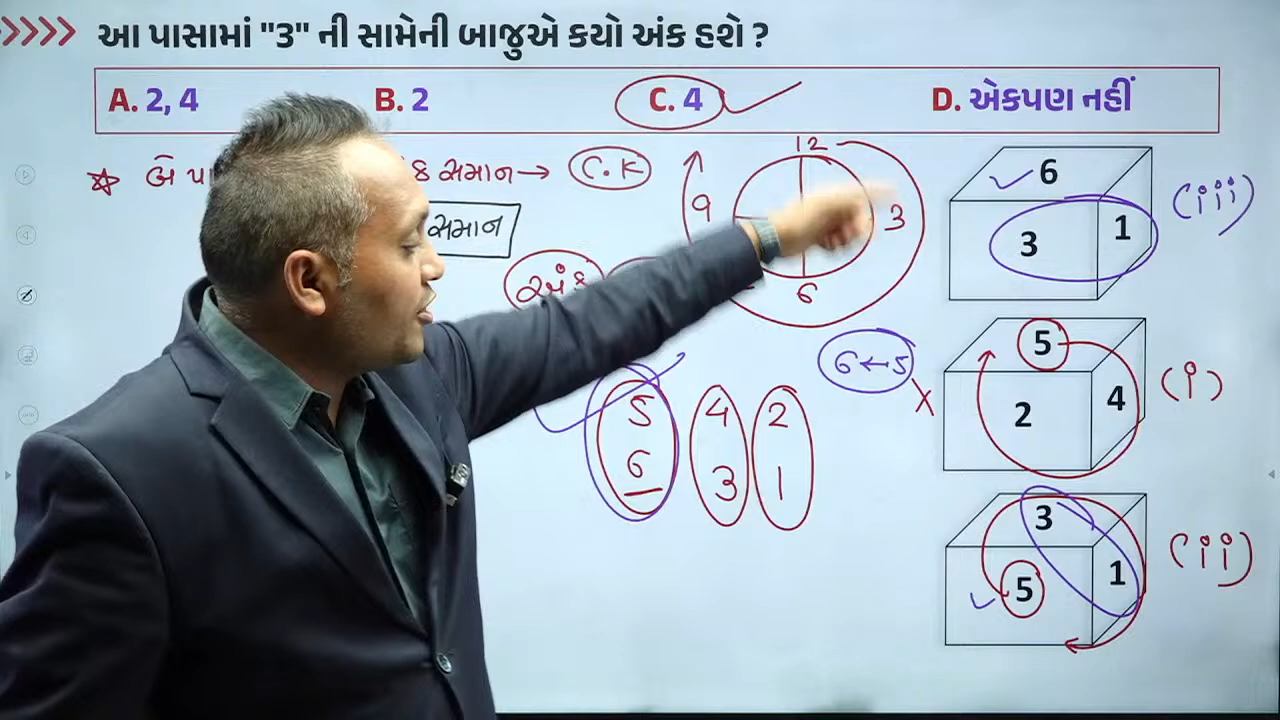 આ પાસામાં "3" ની સામેની બાજુએ કયો અંક હશે ?
A. 2, 4 B. 2 C. 4 D. એકપણ નહીં
બે પા સમાન → C.K
સમાન
અંક
12
9 3
6
6 ← 5
X
5 4 2
6 3 1
6
3 1
(iii)
5
2 4
(i)
3
5 1
(ii)